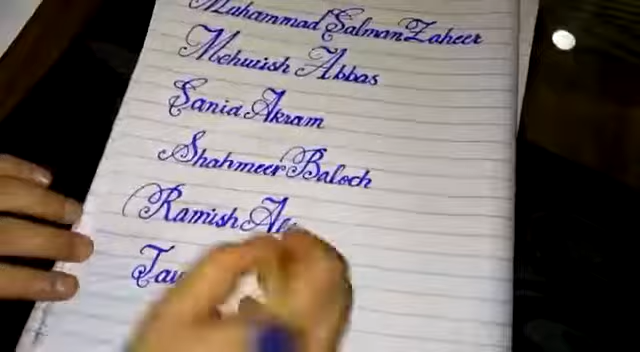 Muhammad Salman Zaheer
Mehwish Abbas
Sania Akram
Shahmeer Baloch
Ramish